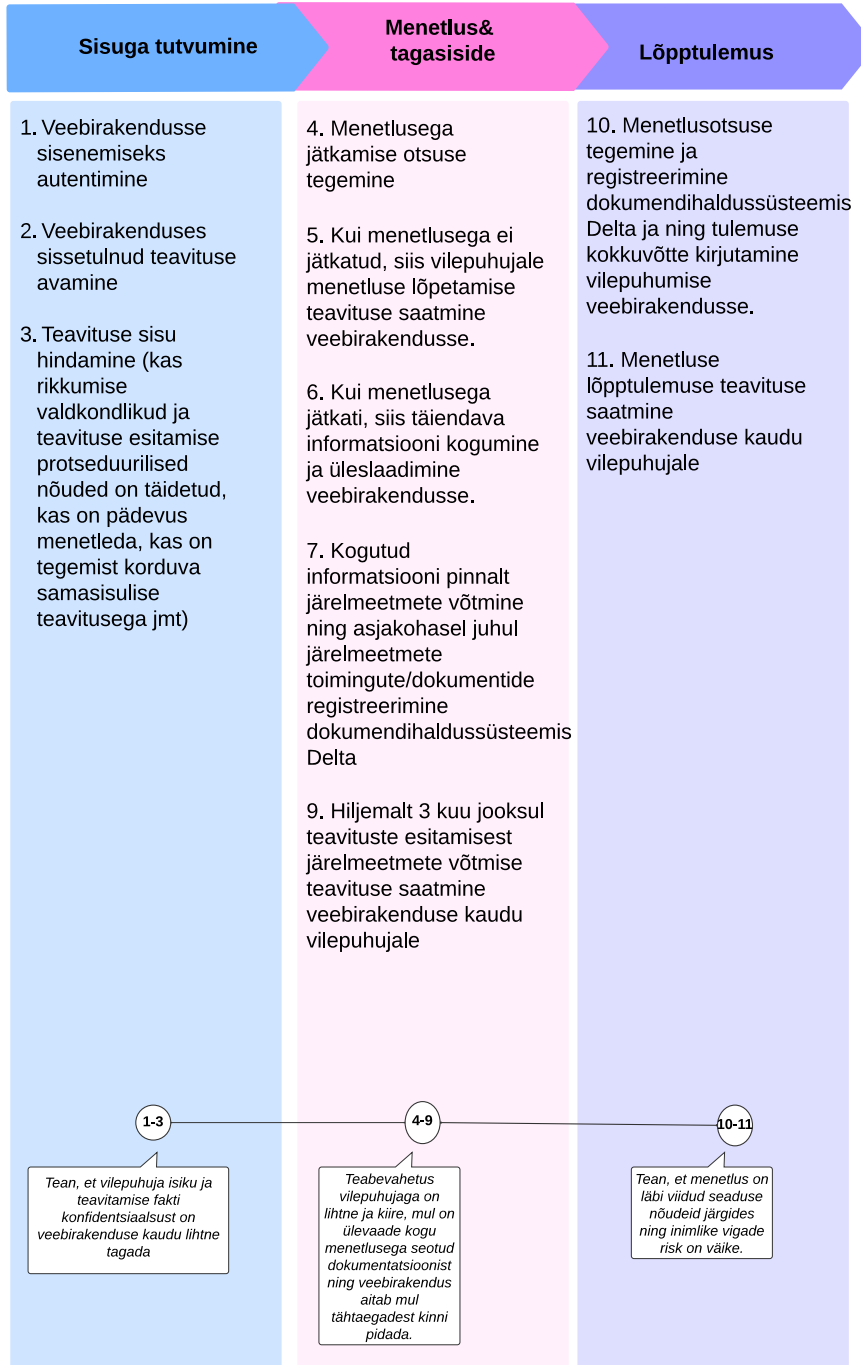 Sisuga tutvumine
Menetlus&
tagasiside
Lõpptulemus
1. Veebirakendusse
sisenemiseks
autentimine
2. Veebirakenduses
sissetulnud teavituse
avamine
3. Teavituse sisu
hindamine (kas
rikkumise
valdkondlikud ja
teavituse esitamise
protseduurilised
nõuded on täidetud,
kas on pädevus
menetleda, kas on
tegemist korduva
samasisulise
teavitusega jmt)
4. Menetlusega
jätkamise otsuse
tegemine
5. Kui menetlusega ei
jätkatud, siis vilepuhujale
menetluse lõpetamise
teavituse saatmine
veebirakendusse.
6. Kui menetlusega
jätkati, siis täiendava
informatsiooni kogumine
ja üleslaadimine
veebirakendusse.
7. Kogutud
informatsiooni pinnalt
järelmeetmete võtmine
ning asjakohasel juhul
järelmeetmete
toimingute/dokumentide
registreerimine
dokumendihaldussüsteemis
Delta
9. Hiljemalt 3 kuu jooksul
teavituste esitamisest
järelmeetmete võtmise
teavituse saatmine
veebirakenduse kaudu
vilepuhujale
10. Menetlusotsuse
tegemine ja
registreerimine
dokumendihaldussüsteemis
Delta ja ning tulemuse
kokkuvõtte kirjutamine
vilepuhumise
veebirakendusse.
11. Menetluse
lõpptulemuse teavituse
saatmine
veebirakenduse kaudu
vilepuhujale
1-3
4-9
10-11
Tean, et vilepuhuja isiku ja
teavitamise fakti
konfidentsiaalsust on
veebirakenduse kaudu lihtne
tagada
Teabevahetus
vilepuhujaga on
lihtne ja kiire, mul on
ülevaade kogu
menetlusega seotud
dokumentatsioonist
ning veebirakendus
aitab mul
tähtaegadest kinni
pidada.
Tean, et menetlus on
läbi viidud seaduse
nõudeid järgides
ning inimlike vigade
risk on väike.